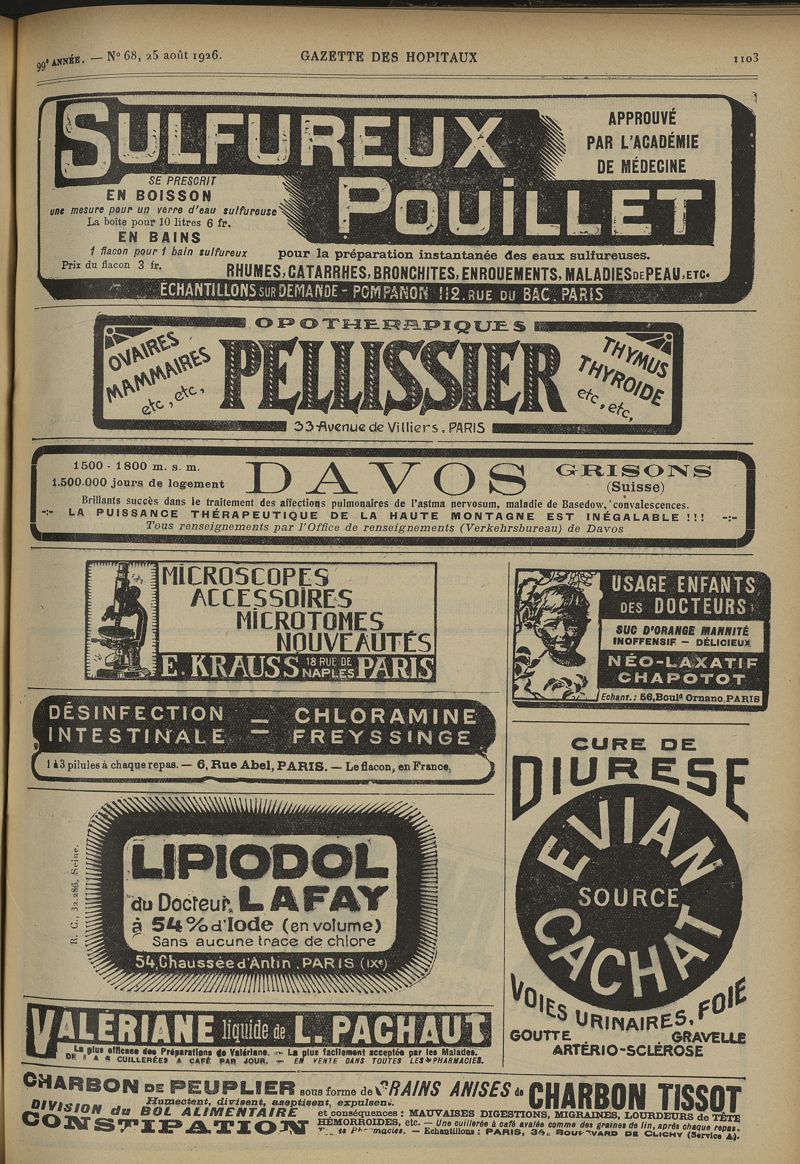 99e ANNÉE. — No 68, 25 août 1926. GAZETTE DES HOPITAUX 1103
SULFUREUX
POUILLET
APPROUVÉ
PAR L'ACADÉMIE
DE MÉDECINE
SE PRESCRIT
EN BOISSON
une mesure pour un verre d'eau sulfureuse
La boîte pour 10 litres 6 fr.
EN BAINS
1 flacon pour 1 bain sulfureux
Prix du flacon 3 fr.
pour la préparation instantanée des eaux sulfureuses.
RHUMES, CATARRHES, BRONCHITES, ENROUEMENTS, MALADIES DE PEAU, ETC.
ÉCHANTILLONS SUR DEMANDE - POMPANON 112. RUE DU BAC. PARIS
OPOTHERAPIQUES
OVAIRES
MAMMAIRES
etc, etc,
PELLISSIER
THYMUS
THYROIDE
etc, etc,
33 Avenue de Villiers. PARIS
1500 - 1800 m. s. m.
1.500.000 jours de logement
DAVOS
GRISONS
(Suisse)
Brillants succès dans le traitement des affections pulmonaires de l'astma nervosum, maladie de Basedow, convalescences.
-:- LA PUISSANCE THÉRAPEUTIQUE DE LA HAUTE MONTAGNE EST INÉGALABLE !!! -:-
Tous renseignements par l'Office de renseignements (Verkehrsbureau) de Davos
MICROSCOPES
ACCESSOIRES
MICROTOMES
NOUVEAUTÉS
E. KRAUSS 18 RUE DE NAPLES PARIS
USAGE ENFANTS
DES DOCTEURS
SUC D'ORANGE MANNITÉ
INOFFENSIF - DÉLICIEUX
NÉO-LAXATIF
CHAPOTOT
Echant.: 56, Boul.d Ornano, PARIS
DÉSINFECTION = CHLORAMINE
INTESTINALE = FREYSSINGE
1 à 3 pilules à chaque repas. — 6, Rue Abel, PARIS. — Le flacon, en France,
R. C., 32.286, Seine.
LIPIODOL
du Docteur LAFAY
à 54 % d'Iode (en volume)
Sans aucune trace de chlore
54, Chaussée d'Antin. PARIS (IXe)
CURE DE
DIURESE
EVIAN
SOURCE
CACHAT
VOIES URINAIRES, FOIE
GOUTTE GRAVELLE
ARTÉRIO-SCLÉROSE
VALÉRIANE liquide de L. PACHAUT
La plus efficace des Préparations de Valériane. — La plus facilement acceptée par les Malades.
DE 1 A 4 CUILLERÉES A CAFÉ PAR JOUR. — EN VENTE DANS TOUTES LES PHARMACIES.
CHARBON DE PEUPLIER sous forme de GRAINS ANISÉS de CHARBON TISSOT
Humectent, divisent, aseptisent, expulsent.
DIVISION du BOL ALIMENTAIRE
CONSTIPATION
et conséquences : MAUVAISES DIGESTIONS, MIGRAINES, LOURDEURS de TÊTE
HÉMORROIDES, etc. — Une cuillerée à café avalée comme des graines de lin, après chaque repas.
Pharmacies. — Echantillons : PARIS, 34, BOULEVARD DE CLICHY (Service A).